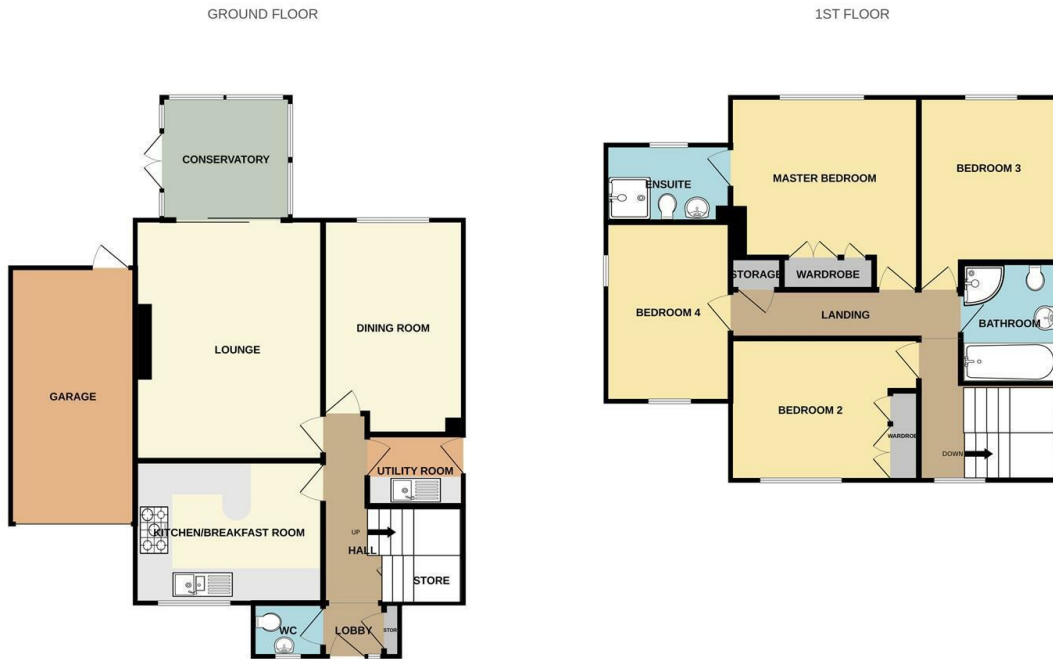 GROUND FLOOR
1ST FLOOR
CONSERVATORY
LOUNGE
DINING ROOM
GARAGE
UTILITY ROOM
KITCHEN/BREAKFAST ROOM
UP
HALL
STORE
WC
LOBBY
STOR
ENSUITE
MASTER BEDROOM
BEDROOM 3
STORAGE
WARDROBE
BEDROOM 4
LANDING
BATHROOM
BEDROOM 2
WARDROBE
DOWN